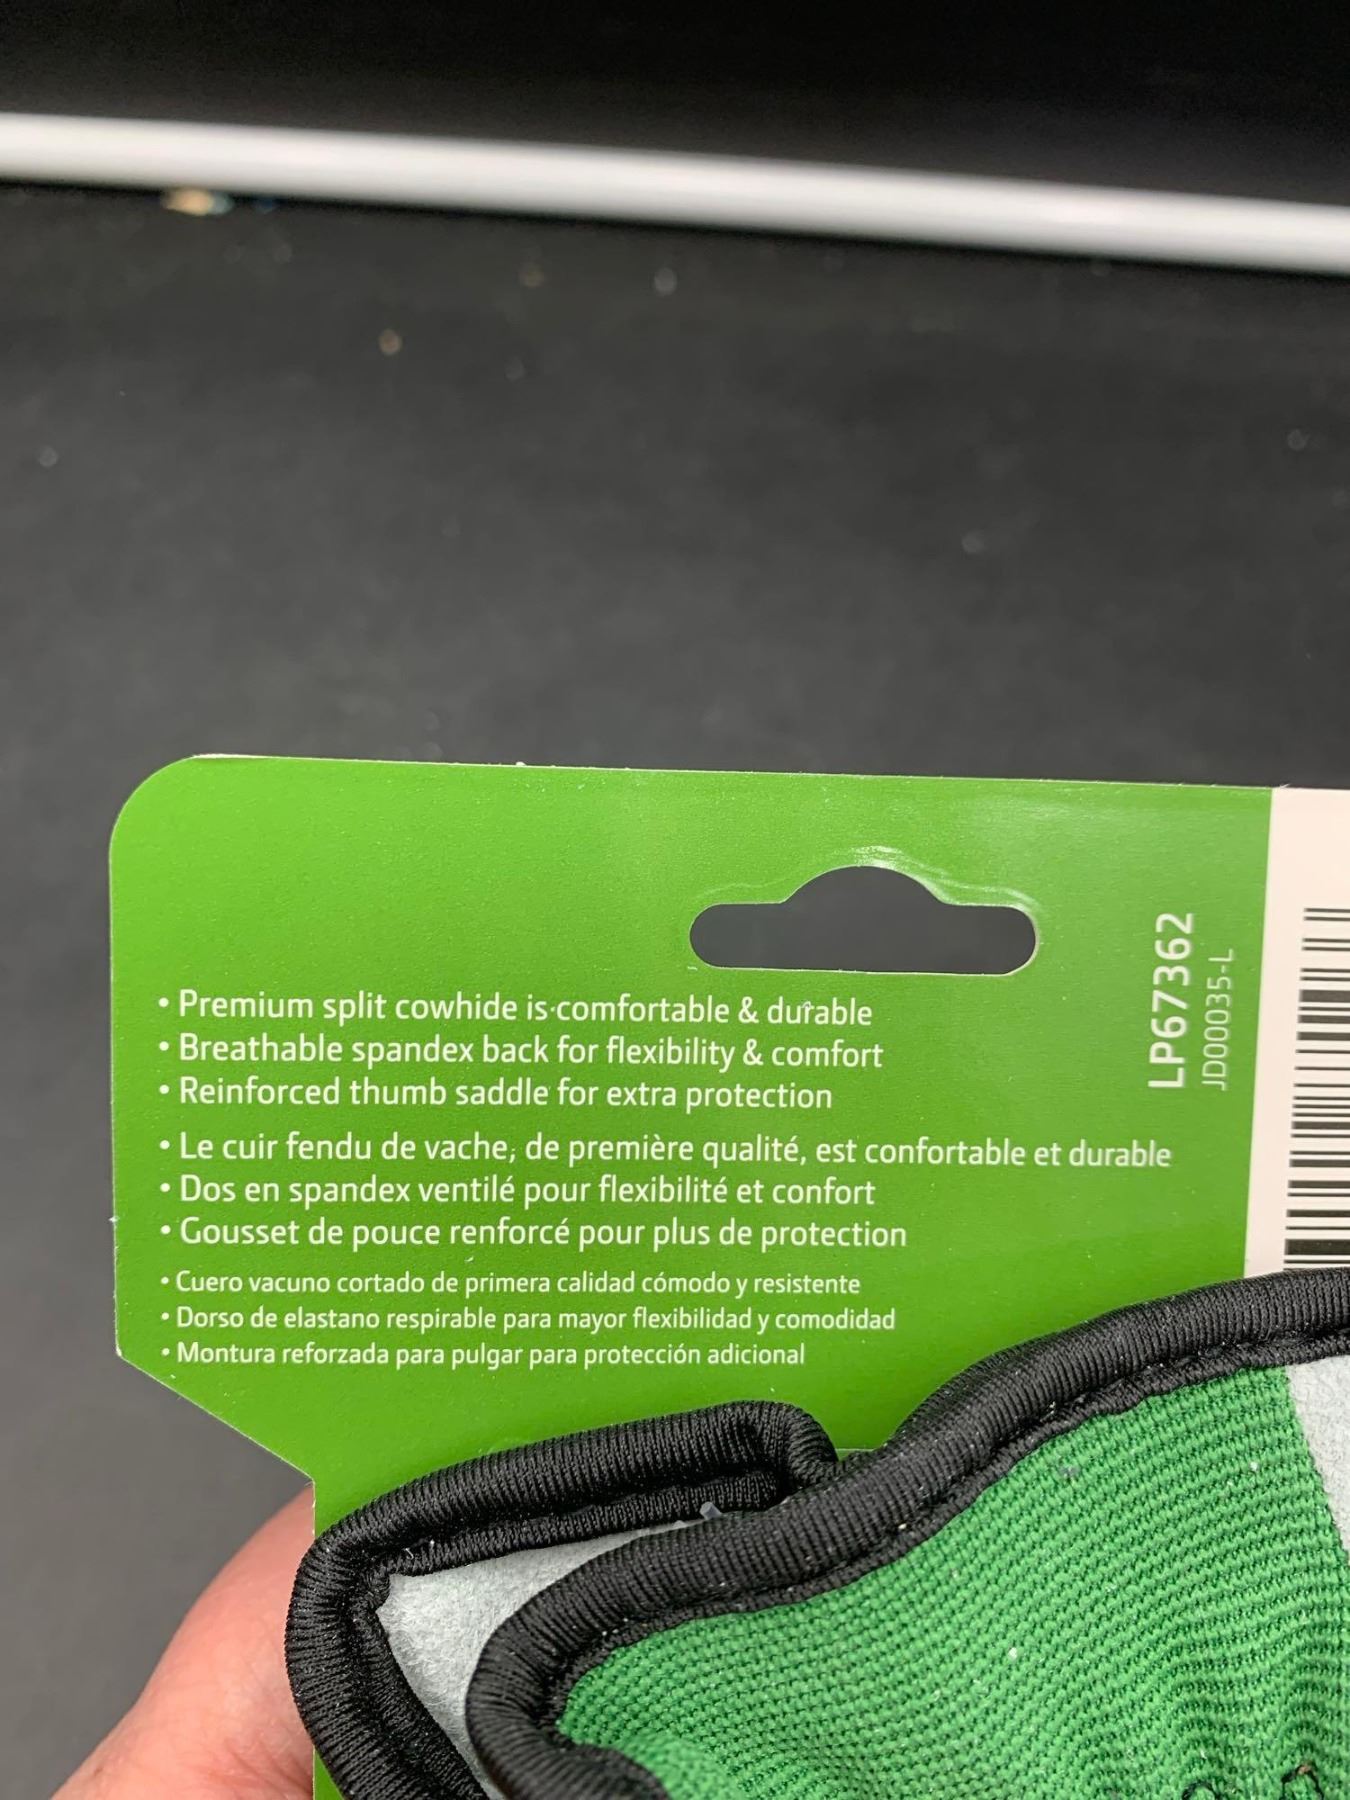 • Premium split cowhide is comfortable & durable
• Breathable spandex back for flexibility & comfort
• Reinforced thumb saddle for extra protection
• Le cuir fendu de vache, de première qualité, est confortable et durable
• Dos en spandex ventilé pour flexibilité et confort
• Gousset de pouce renforcé pour plus de protection
• Cuero vacuno cortado de primera calidad cómodo y resistente
• Dorso de elastano respirable para mayor flexibilidad y comodidad
• Montura reforzada para pulgar para protección adicional
LP67362
JD00035-L